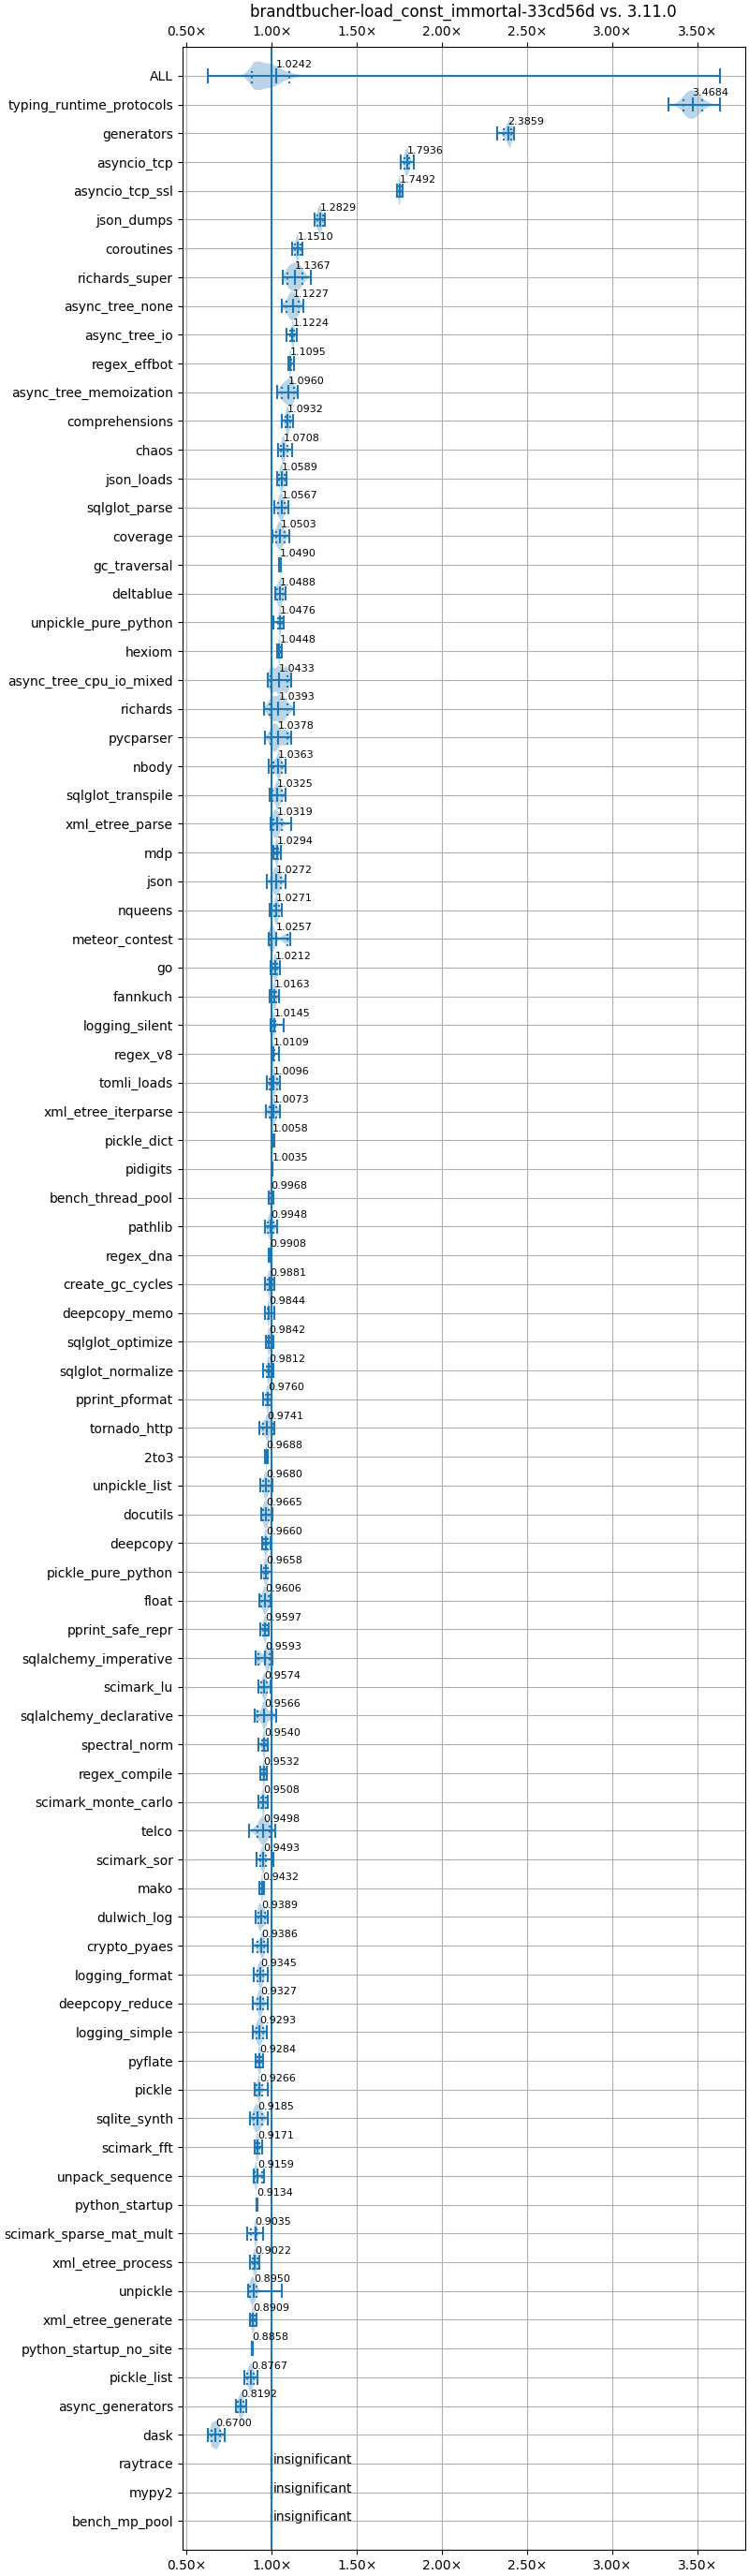 brandtbucher-load_const_immortal-33cd56d vs. 3.11.0
0.50× 1.00× 1.50× 2.00× 2.50× 3.00× 3.50×
ALL 1.0242
typing_runtime_protocols 3.4684
generators 2.3859
asyncio_tcp 1.7936
asyncio_tcp_ssl 1.7492
json_dumps 1.2829
coroutines 1.1510
richards_super 1.1367
async_tree_none 1.1227
async_tree_io 1.1224
regex_effbot 1.1095
async_tree_memoization 1.0960
comprehensions 1.0932
chaos 1.0708
json_loads 1.0589
sqlglot_parse 1.0567
coverage 1.0503
gc_traversal 1.0490
deltablue 1.0488
unpickle_pure_python 1.0476
hexiom 1.0448
async_tree_cpu_io_mixed 1.0433
richards 1.0393
pycparser 1.0378
nbody 1.0363
sqlglot_transpile 1.0325
xml_etree_parse 1.0319
mdp 1.0294
json 1.0272
nqueens 1.0271
meteor_contest 1.0257
go 1.0212
fannkuch 1.0163
logging_silent 1.0145
regex_v8 1.0109
tomli_loads 1.0096
xml_etree_iterparse 1.0073
pickle_dict 1.0058
pidigits 1.0035
bench_thread_pool 0.9968
pathlib 0.9948
regex_dna 0.9908
create_gc_cycles 0.9881
deepcopy_memo 0.9844
sqlglot_optimize 0.9842
sqlglot_normalize 0.9812
pprint_pformat 0.9760
tornado_http 0.9741
2to3 0.9688
unpickle_list 0.9680
docutils 0.9665
deepcopy 0.9660
pickle_pure_python 0.9658
float 0.9606
pprint_safe_repr 0.9597
sqlalchemy_imperative 0.9593
scimark_lu 0.9574
sqlalchemy_declarative 0.9566
spectral_norm 0.9540
regex_compile 0.9532
scimark_monte_carlo 0.9508
telco 0.9498
scimark_sor 0.9493
mako 0.9432
dulwich_log 0.9389
crypto_pyaes 0.9386
logging_format 0.9345
deepcopy_reduce 0.9327
logging_simple 0.9293
pyflate 0.9284
pickle 0.9266
sqlite_synth 0.9185
scimark_fft 0.9171
unpack_sequence 0.9159
python_startup 0.9134
scimark_sparse_mat_mult 0.9035
xml_etree_process 0.9022
unpickle 0.8950
xml_etree_generate 0.8909
python_startup_no_site 0.8858
pickle_list 0.8767
async_generators 0.8192
dask 0.6700
raytrace insignificant
mypy2 insignificant
bench_mp_pool insignificant
0.50× 1.00× 1.50× 2.00× 2.50× 3.00× 3.50×